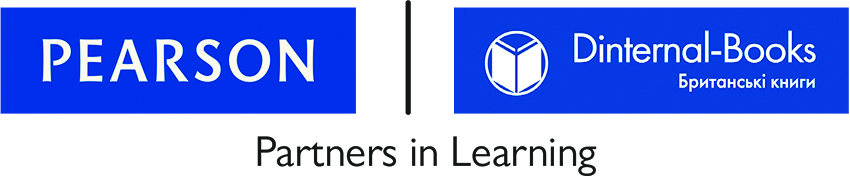 PEARSON
Dinternal-Books
Британські книги
Partners in Learning